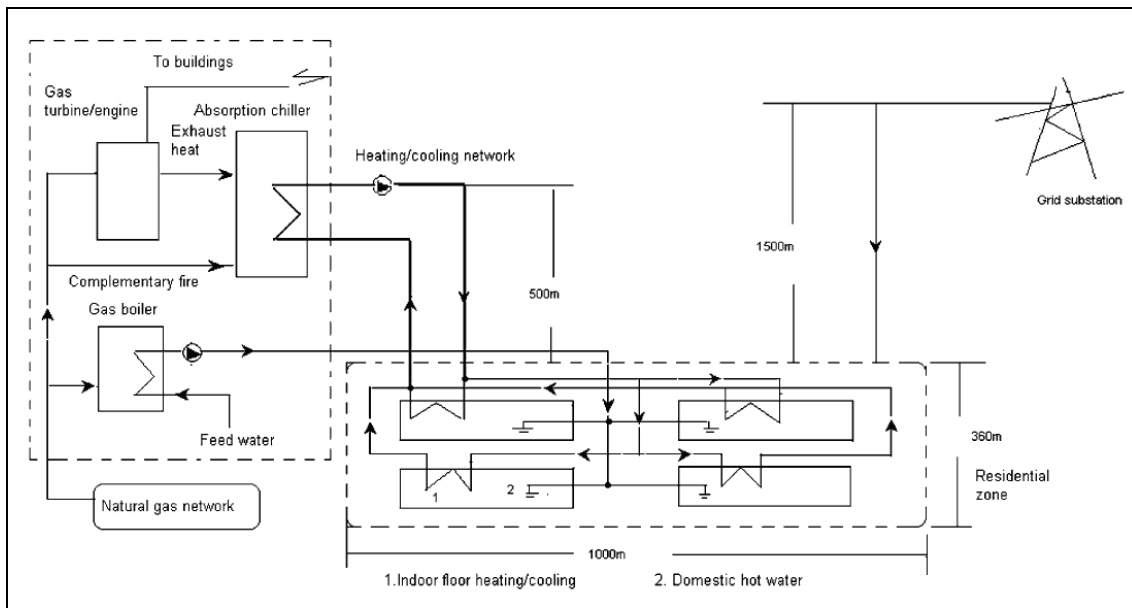 To buildings
Gas
turbine/engine
Absorption chiller
Exhaust
heat
Heating/cooling network
Grid substation
1500m
Complementary fire
500m
Gas boiler
Feed water
360m
Residential
zone
1
2
Natural gas network
1000m
1.Indoor floor heating/cooling
2. Domestic hot water